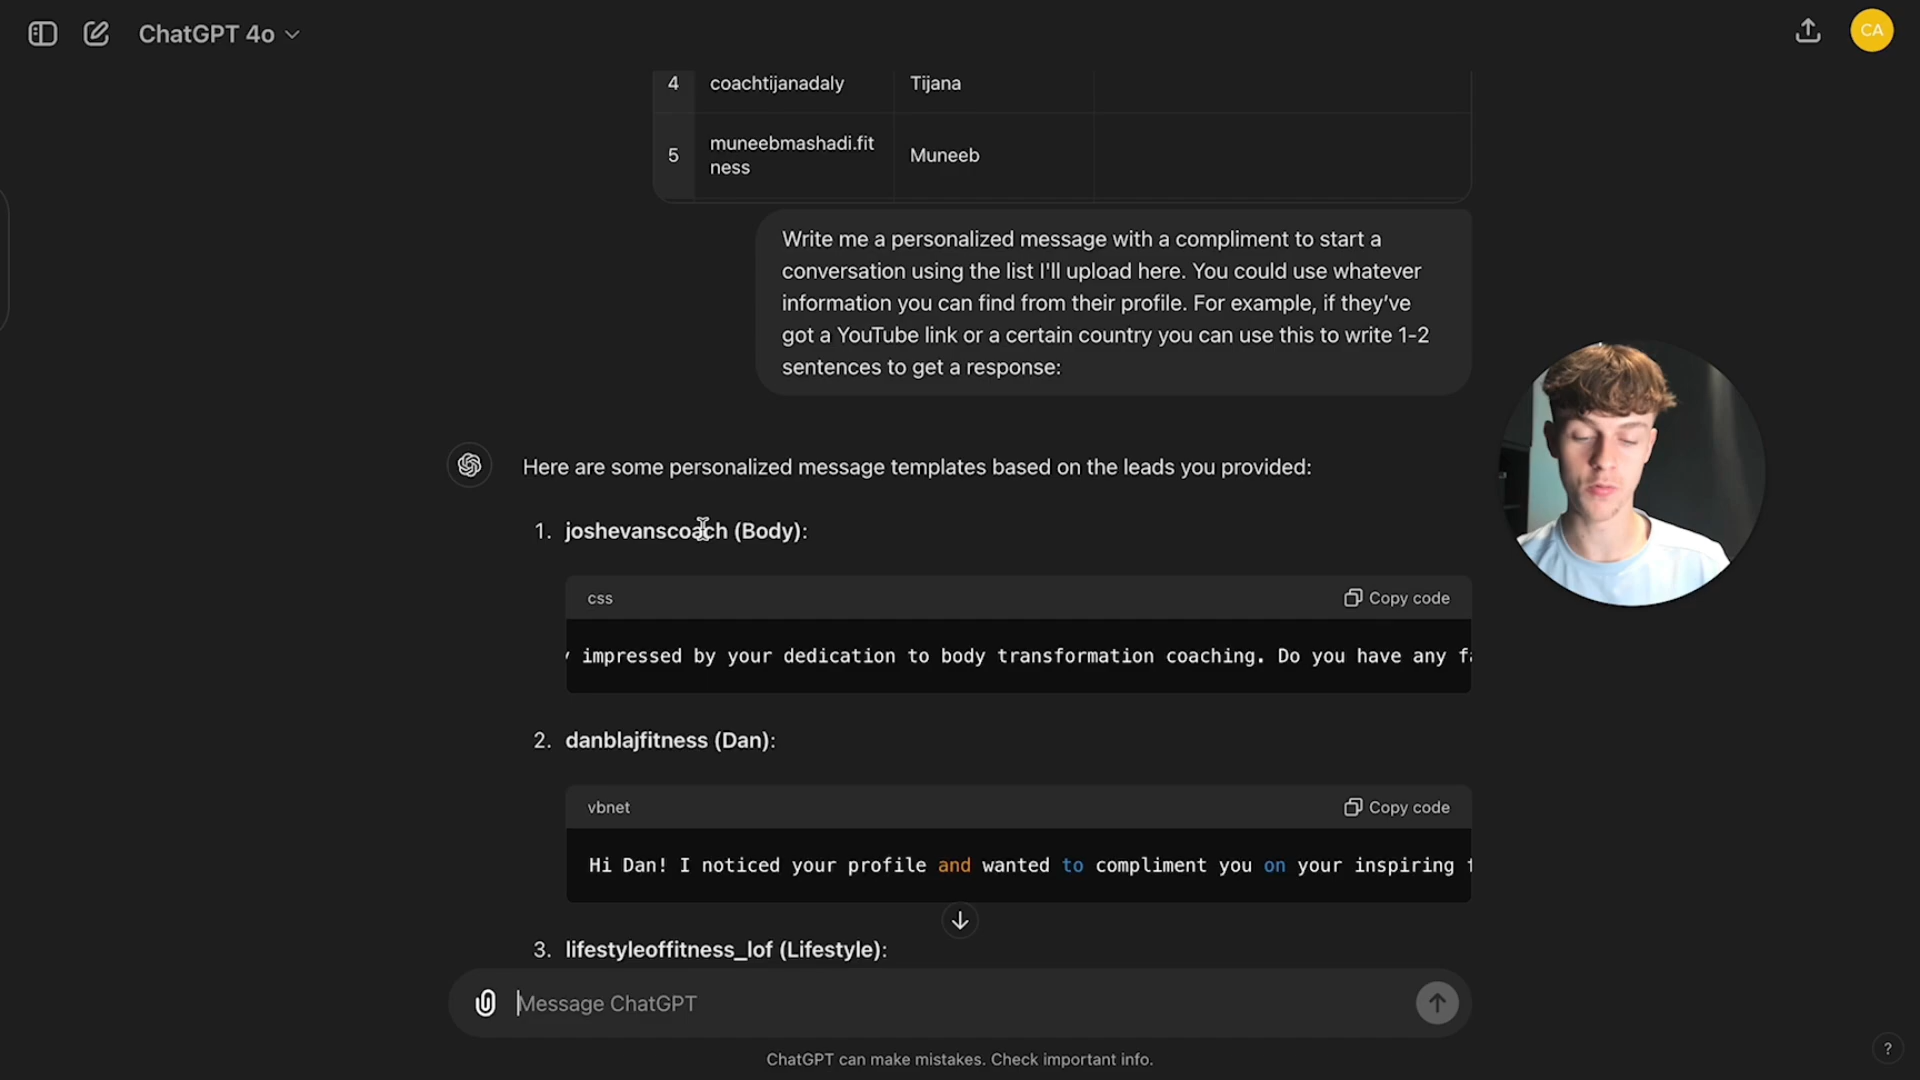 ChatGPT 4o
CA
4 coachtijanadaly Tijana
muneebmashadi.fit
5 Muneeb
ness
Write me a personalized message with a compliment to start a
conversation using the list I'll upload here. You could use whatever
information you can find from their profile. For example, if they’ve
got a YouTube link or a certain country you can use this to write 1-2
sentences to get a response:
Here are some personalized message templates based on the leads you provided:
1. joshevanscoach (Body):
css Copy code
impressed by your dedication to body transformation coaching. Do you have any
2. danblajfitness (Dan):
vbnet Copy code
Hi Dan! I noticed your profile and wanted to compliment you on your inspiring
3. lifestyleoffitness_lof (Lifestyle):
Message ChatGPT
ChatGPT can make mistakes. Check important info.
?